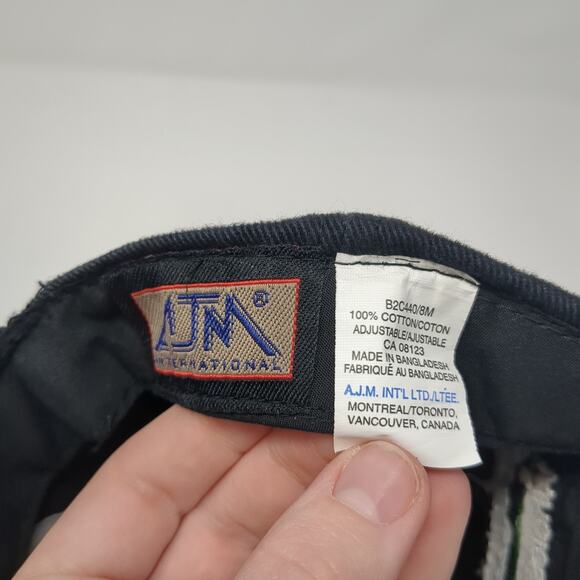 AJM®
INTERNATIONAL
B2C440/8M
100% COTTON/COTON
ADJUSTABLE/AJUSTABLE
CA 08123
MADE IN BANGLADESH
FABRIQUÉ AU BANGLADESH
A.J.M. INT'L LTD./LTÉE.
MONTREAL/TORONTO,
VANCOUVER, CANADA